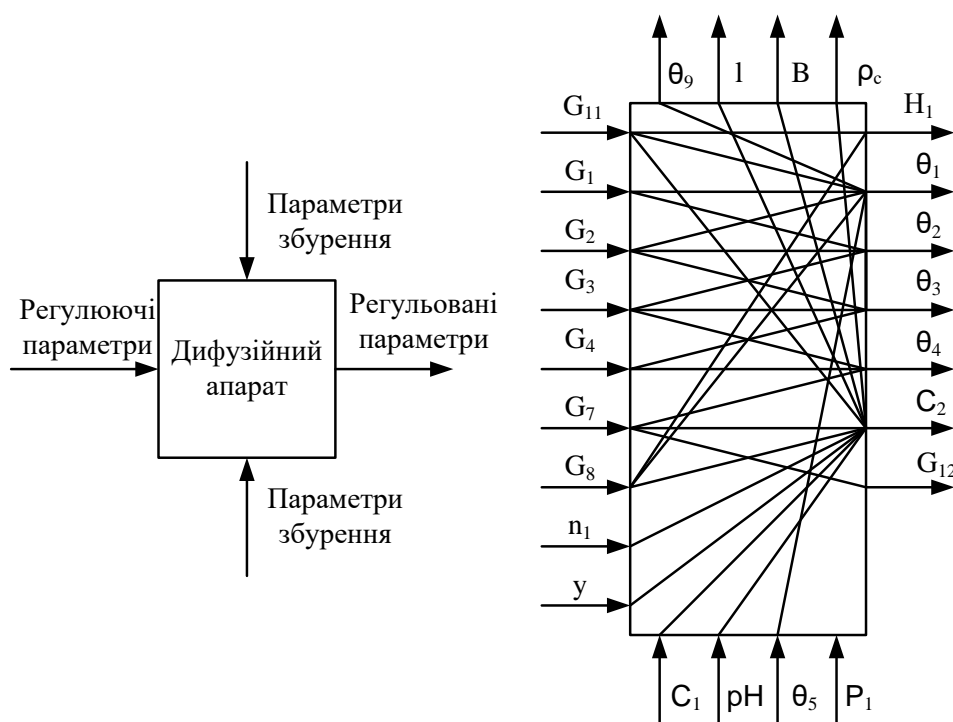 Параметри
збурення
Регулюючі
параметри
Дифузійний
апарат
Регульовані
параметри
Параметри
збурення
θ₉ l B ρc
G₁₁
G₁
G₂
G₃
G₄
G₇
G₈
n₁
y
H₁
θ₁
θ₂
θ₃
θ₄
C₂
G₁₂
C₁ pH θ₅ P₁